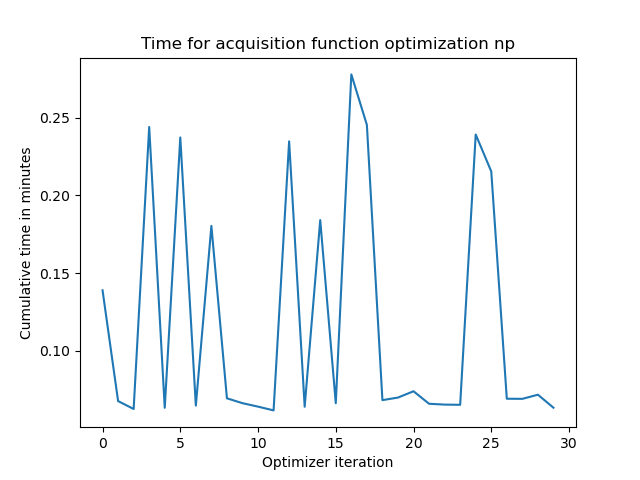 Time for acquisition function optimization np
Cumulative time in minutes
0.25
0.20
0.15
0.10
0 5 10 15 20 25 30
Optimizer iteration